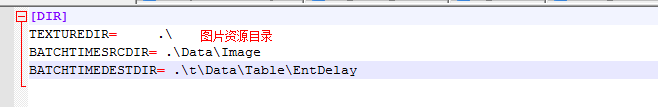 [DIR]
TEXTUREDIR=     .\   图片资源目录
BATCHTIMESRCDIR= .\Data\Image
BATCHTIMEDESTDIR= .\t\Data\Table\EntDelay